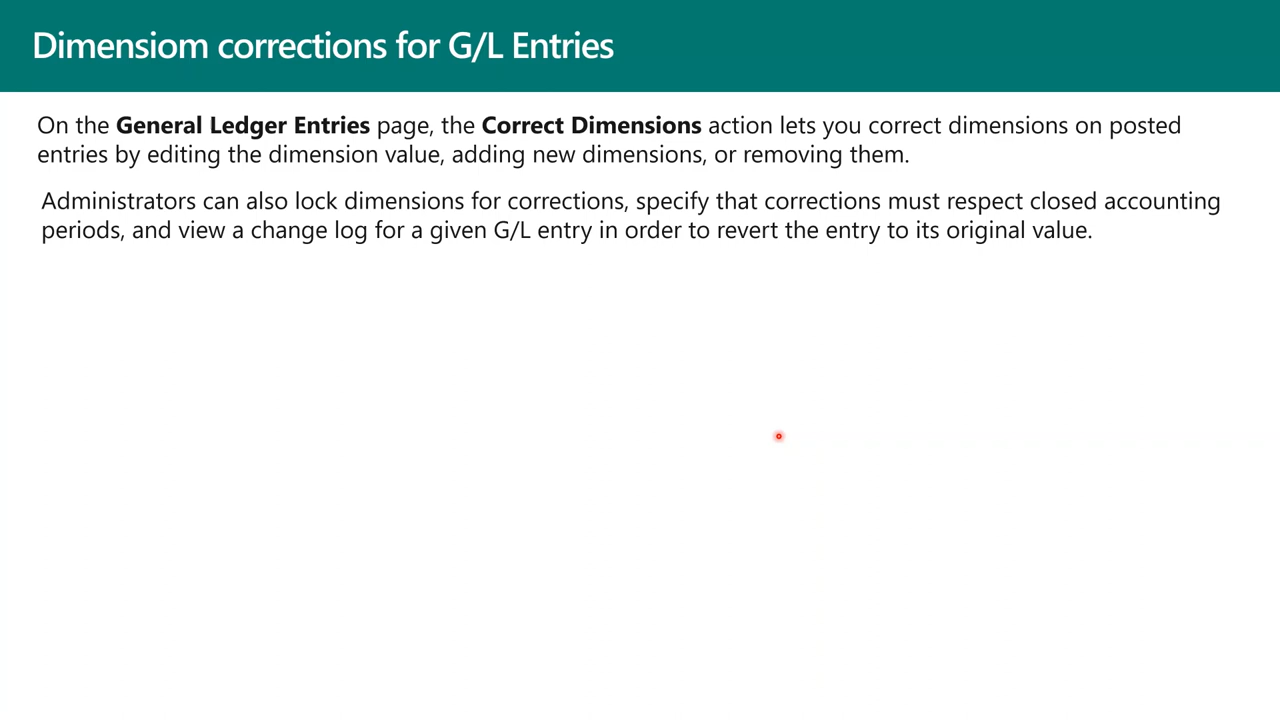 Dimensiom corrections for G/L Entries
On the General Ledger Entries page, the Correct Dimensions action lets you correct dimensions on posted
entries by editing the dimension value, adding new dimensions, or removing them.
Administrators can also lock dimensions for corrections, specify that corrections must respect closed accounting
periods, and view a change log for a given G/L entry in order to revert the entry to its original value.